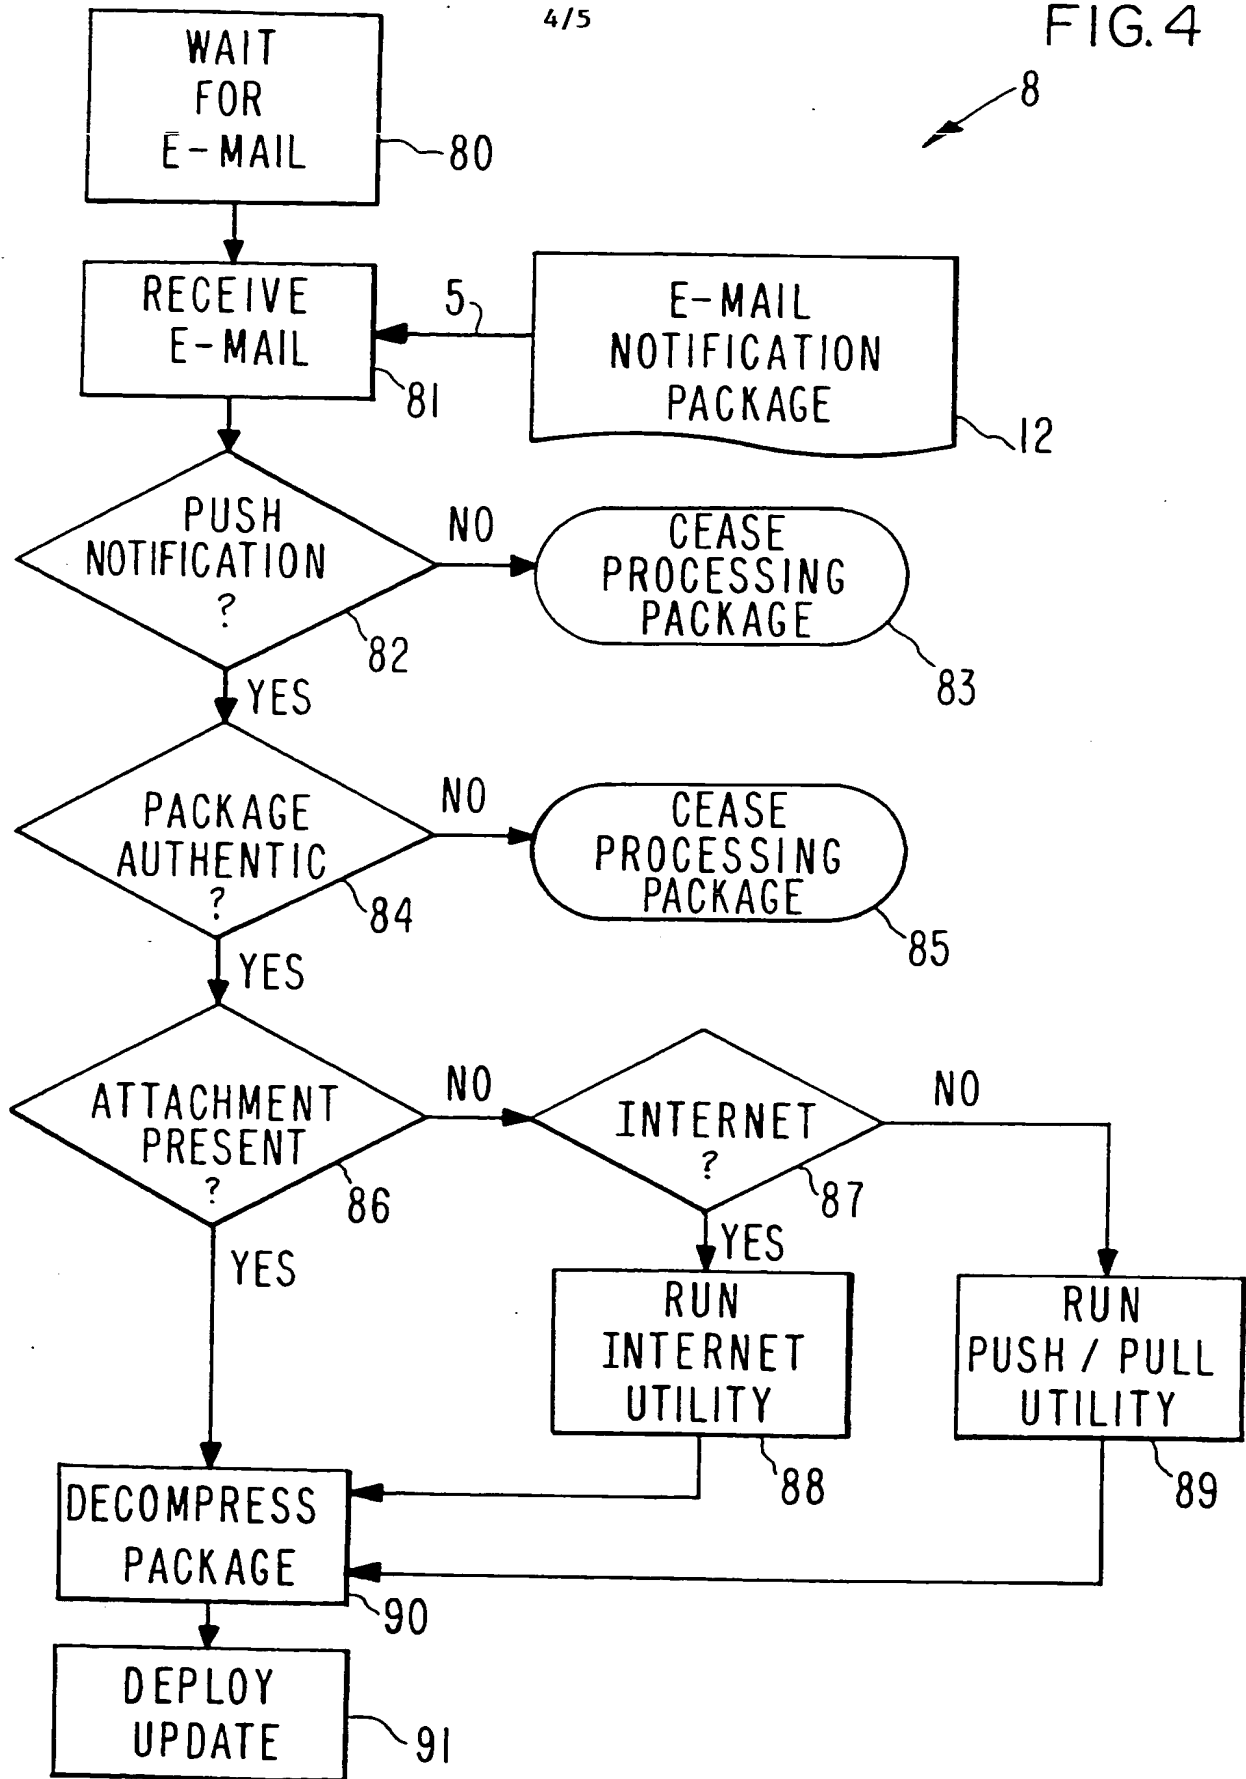 4/5
FIG. 4
8
WAIT
FOR
E-MAIL
80
RECEIVE
E-MAIL
81
5
E-MAIL
NOTIFICATION
PACKAGE
12
PUSH
NOTIFICATION
?
82
NO
CEASE
PROCESSING
PACKAGE
83
YES
PACKAGE
AUTHENTIC
?
84
NO
CEASE
PROCESSING
PACKAGE
85
YES
ATTACHMENT
PRESENT
?
86
NO
INTERNET
?
87
NO
YES
YES
RUN
INTERNET
UTILITY
88
RUN
PUSH / PULL
UTILITY
89
DECOMPRESS
PACKAGE
90
DEPLOY
UPDATE
91